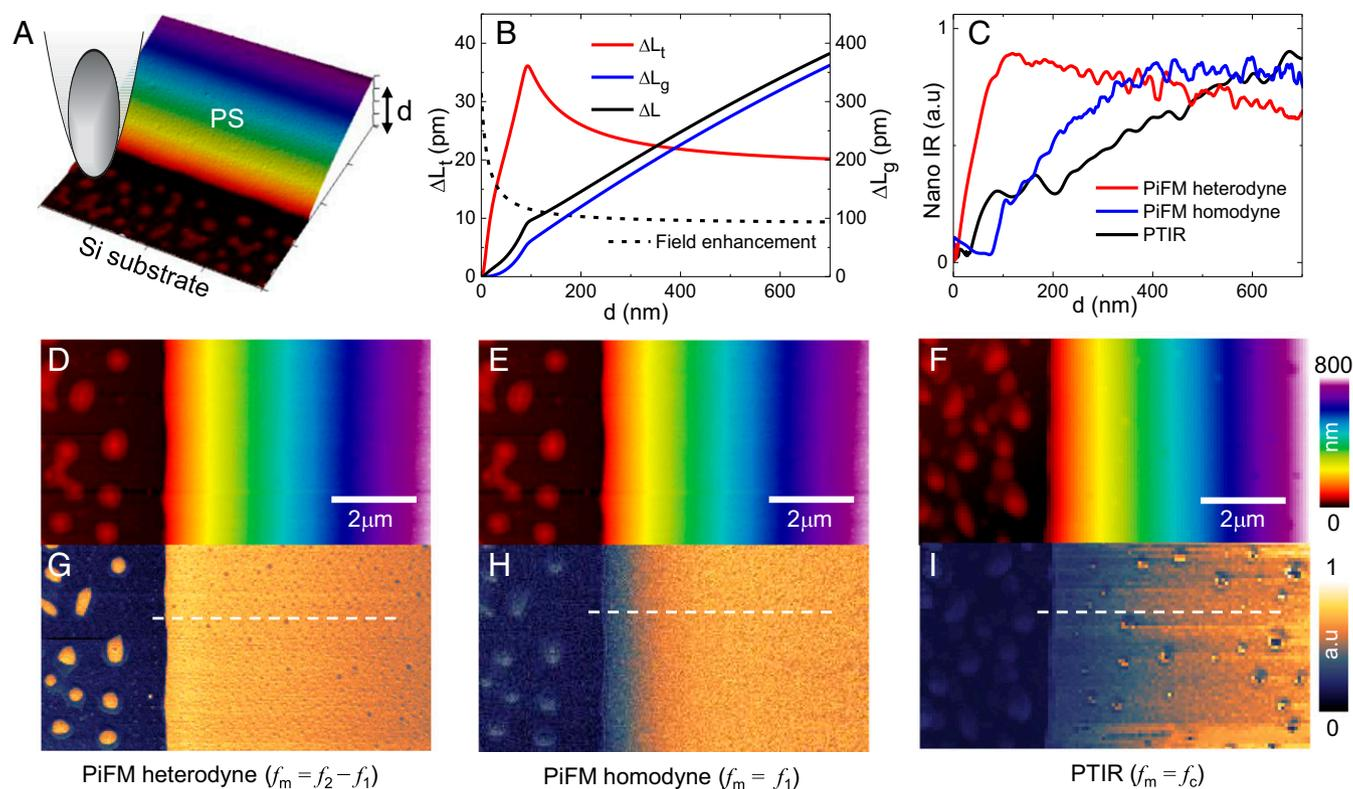 A
PS
d
Si substrate
B
40
30
20
10
0
ΔLt (pm)
ΔLt
ΔLg
ΔL
Field enhancement
400
300
200
100
0
ΔLg (pm)
0 200 400 600
d (nm)
C
1
0
Nano IR (a.u)
PiFM heterodyne
PiFM homodyne
PTIR
0 200 400 600
d (nm)
D
2μm
E
2μm
F
2μm
800
nm
0
G
H
I
1
a.u
0
PiFM heterodyne (fm = f2 − f1)
PiFM homodyne (fm = f1)
PTIR (fm = fc)